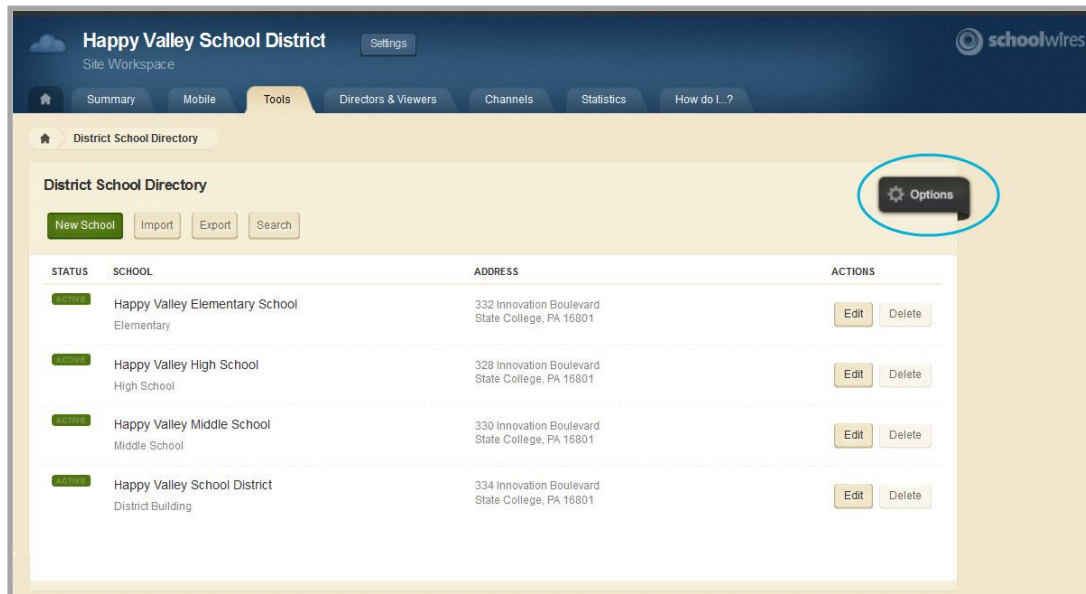 Happy Valley School District
Settings
schoolwires
Site Workspace
Summary
Mobile
Tools
Directors & Viewers
Channels
Statistics
How do I...?
District School Directory
District School Directory
Options
New School
Import
Export
Search
STATUS
SCHOOL
ADDRESS
ACTIONS
ACTIVE
Happy Valley Elementary School
Elementary
332 Innovation Boulevard
State College, PA 16801
Edit
Delete
ACTIVE
Happy Valley High School
High School
328 Innovation Boulevard
State College, PA 16801
Edit
Delete
ACTIVE
Happy Valley Middle School
Middle School
330 Innovation Boulevard
State College, PA 16801
Edit
Delete
ACTIVE
Happy Valley School District
District Building
334 Innovation Boulevard
State College, PA 16801
Edit
Delete